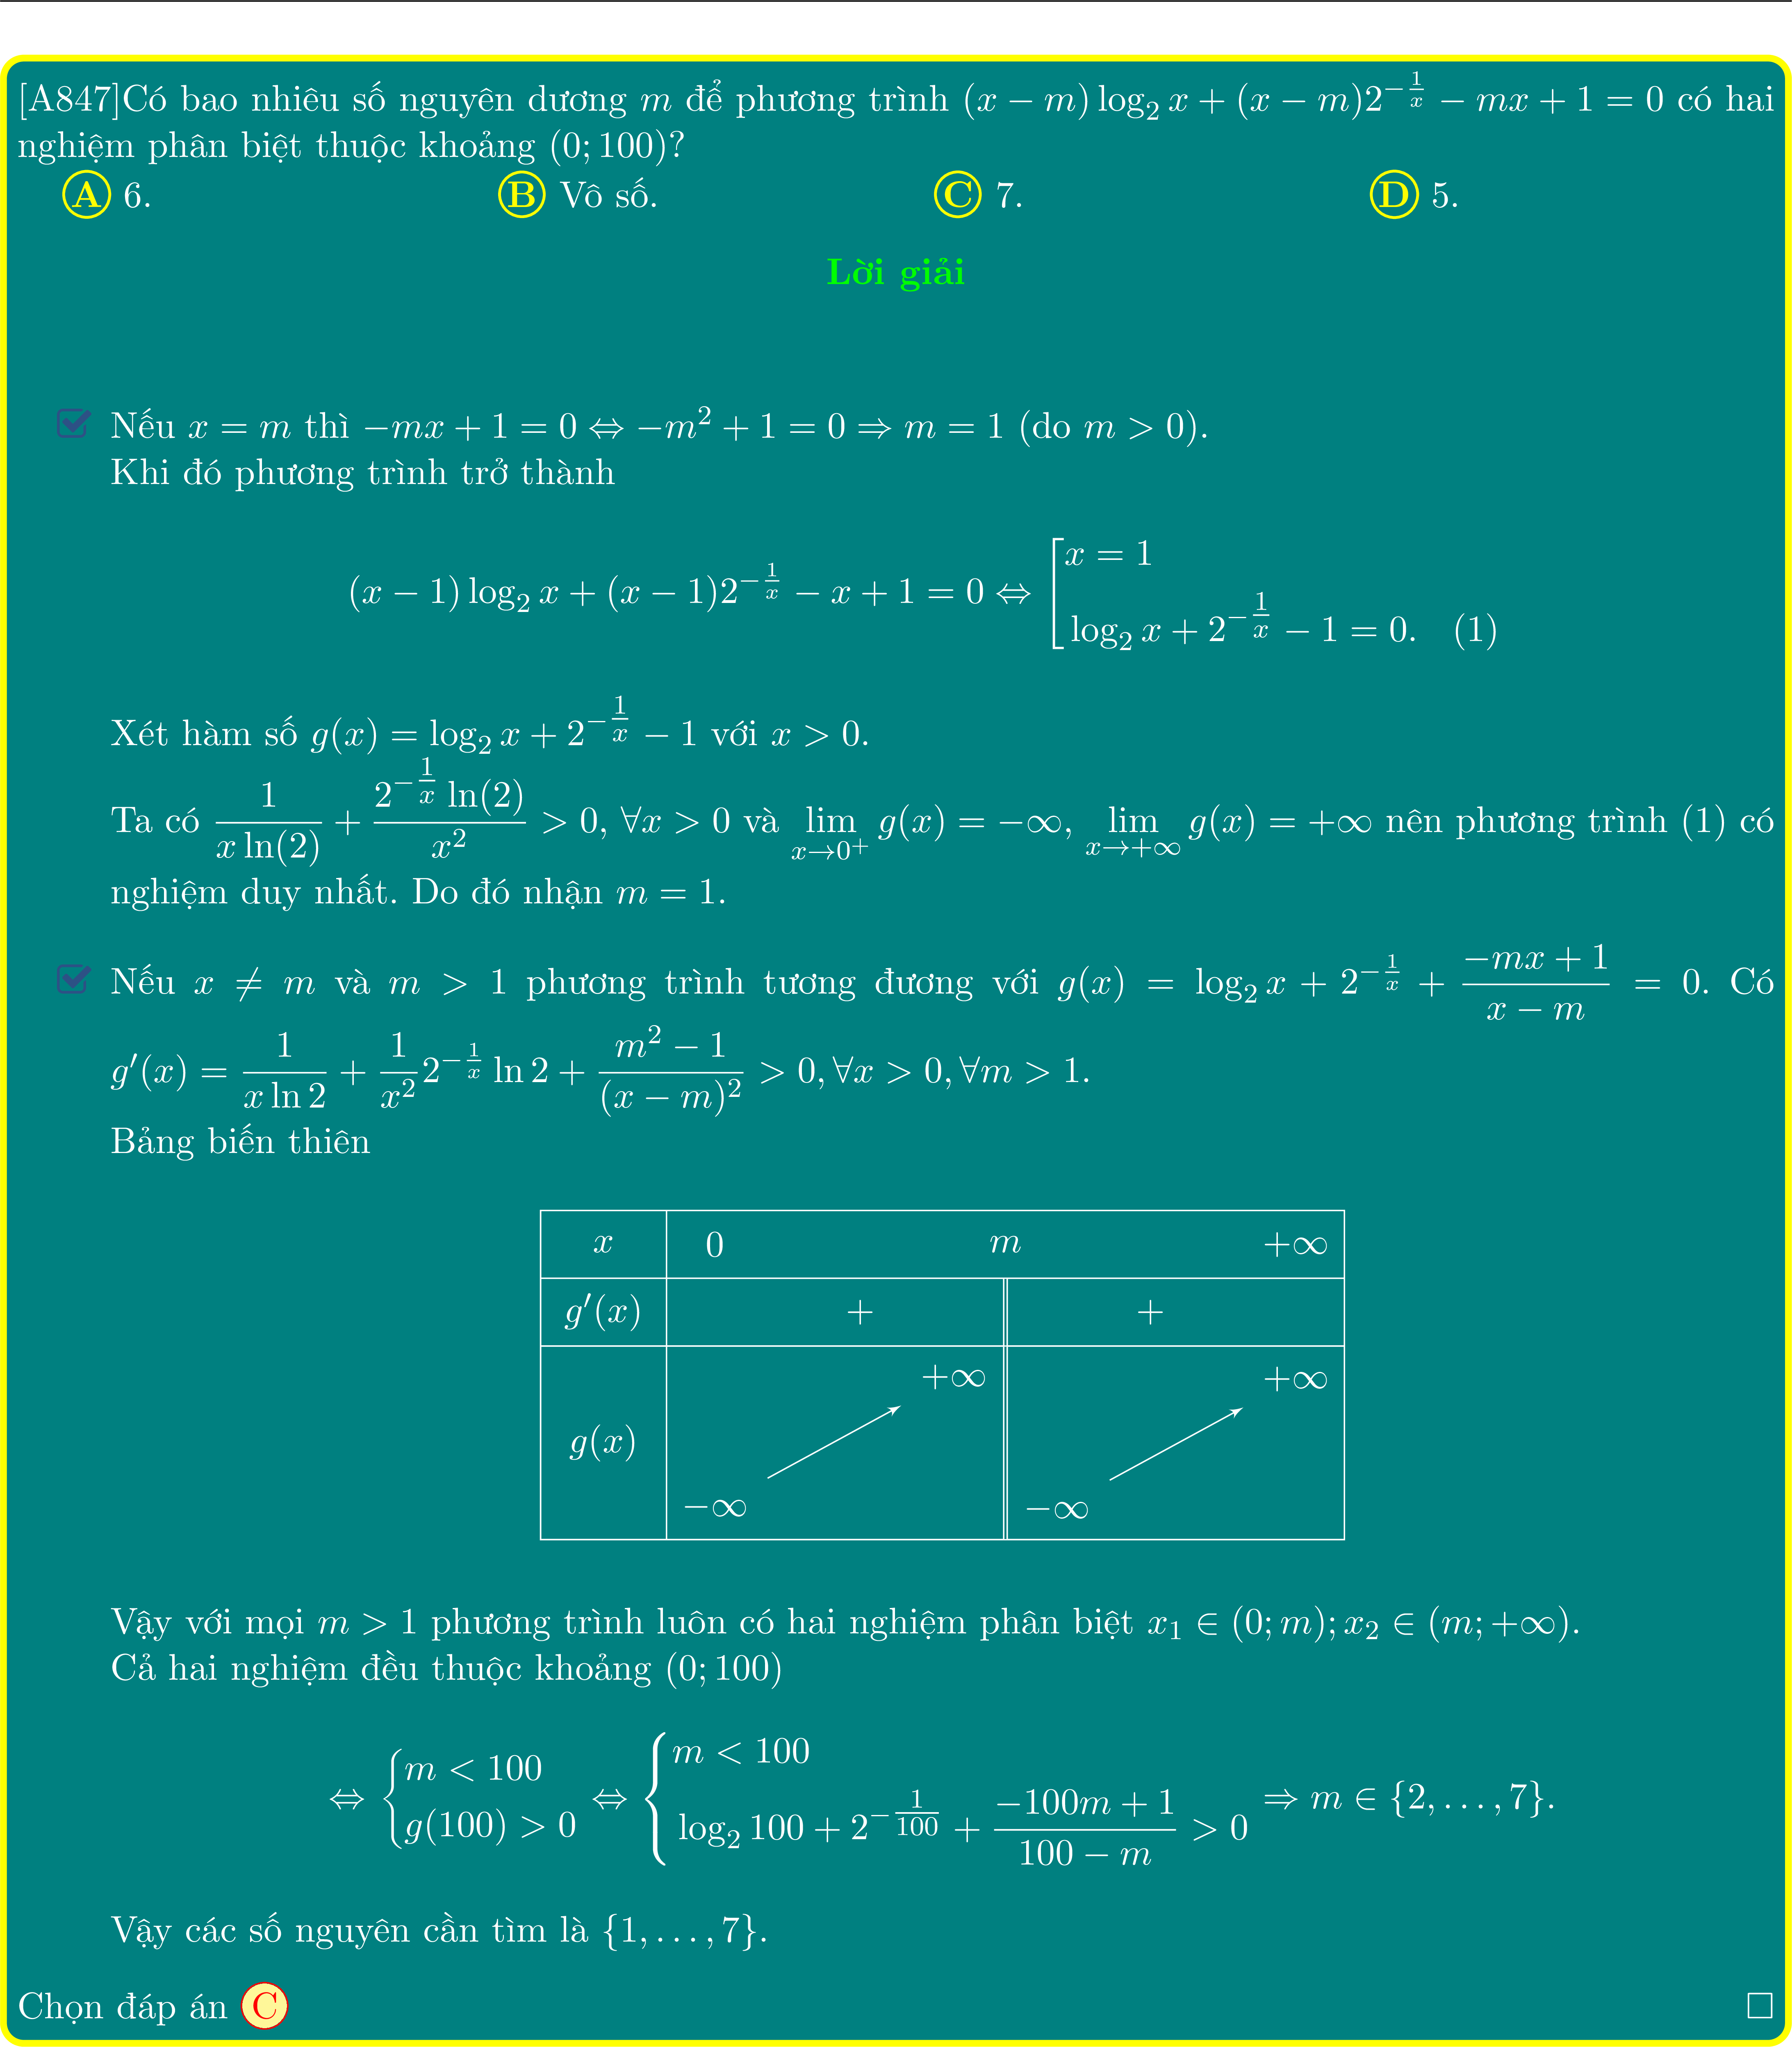 [A847]Có bao nhiêu số nguyên dương $m$ để phương trình $(x-m)\log_2 x+(x-m)2^{-\frac{1}{x}}-mx+1=0$ có hai
nghiệm phân biệt thuộc khoảng $(0;100)$?
A 6. B Vô số. C 7. D 5.
Lời giải
Nếu $x=m$ thì $-mx+1=0\Leftrightarrow -m^2+1=0\Rightarrow m=1$ (do $m>0$).
Khi đó phương trình trở thành
$(x-1)\log_2 x+(x-1)2^{-\frac{1}{x}}-x+1=0\Leftrightarrow \left[\begin{array}{l}x=1\\ \log_2 x+2^{-\frac{1}{x}}-1=0.\quad(1)\end{array}\right.$
Xét hàm số $g(x)=\log_2 x+2^{-\frac{1}{x}}-1$ với $x>0$.
Ta có $\frac{1}{x\ln(2)}+\frac{2^{-\frac{1}{x}}\ln(2)}{x^2}>0,\forall x>0$ và $\lim\limits_{x\to 0^+}g(x)=-\infty,\lim\limits_{x\to+\infty}g(x)=+\infty$ nên phương trình (1) có
nghiệm duy nhất. Do đó nhận $m=1$.
Nếu $x\neq m$ và $m>1$ phương trình tương đương với $g(x)=\log_2 x+2^{-\frac{1}{x}}+\frac{-mx+1}{x-m}=0$. Có
$g'(x)=\frac{1}{x\ln 2}+\frac{1}{x^2}2^{-\frac{1}{x}}\ln 2+\frac{m^2-1}{(x-m)^2}>0,\forall x>0,\forall m>1.$
Bảng biến thiên
$x$ $0$ $m$ $+\infty$
$g'(x)$ $+$ $+$
$+\infty$ $+\infty$
$g(x)$
$-\infty$ $-\infty$
Vậy với mọi $m>1$ phương trình luôn có hai nghiệm phân biệt $x_1\in(0;m);x_2\in(m;+\infty)$.
Cả hai nghiệm đều thuộc khoảng $(0;100)$
$\Leftrightarrow\begin{cases}m<100\\g(100)>0\end{cases}\Leftrightarrow\begin{cases}m<100\\\log_2 100+2^{-\frac{1}{100}}+\frac{-100m+1}{100-m}>0\end{cases}\Rightarrow m\in\{2,\ldots,7\}.$
Vậy các số nguyên cần tìm là $\{1,\ldots,7\}$.
Chọn đáp án C □